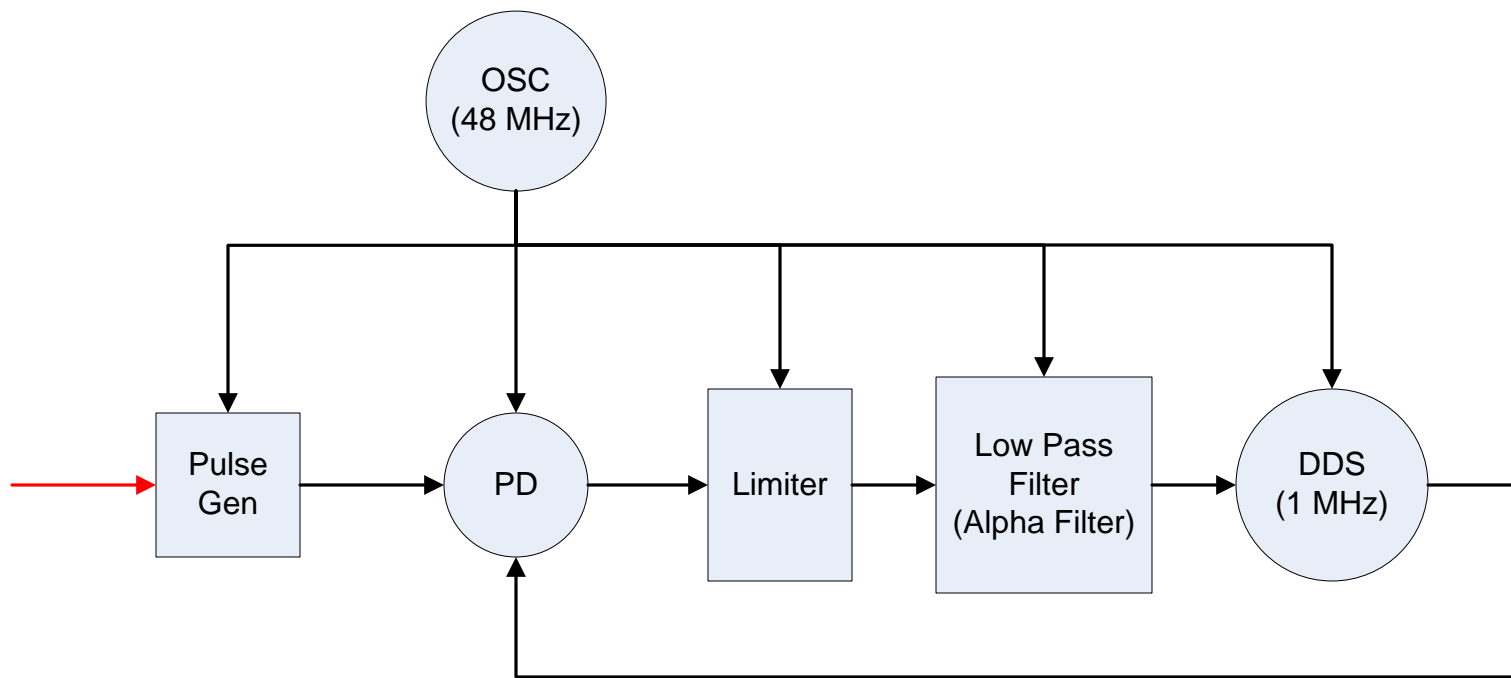 OSC
(48 MHz)
Pulse
Gen
PD
Limiter
Low Pass
Filter
(Alpha Filter)
DDS
(1 MHz)